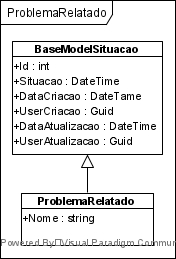 ProblemaRelatado
BaseModelSituacao
+Id : int
+Situacao : DateTime
+DataCriacao : DateTame
+UserCriacao : Guid
+DataAtualizacao : DateTime
+UserAtualizacao : Guid
ProblemaRelatado
+Nome : string
Powered By Visual Paradigm Commun